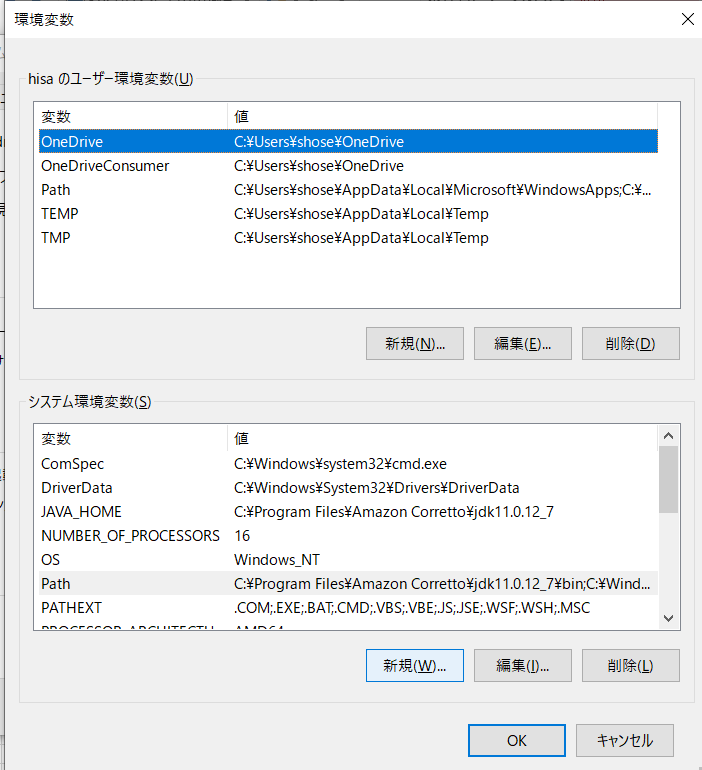 環境変数
hisa のユーザー環境変数(U)
変数 値
OneDrive C:¥Users¥shose¥OneDrive
OneDriveConsumer C:¥Users¥shose¥OneDrive
Path C:¥Users¥shose¥AppData¥Local¥Microsoft¥WindowsApps;C:¥...
TEMP C:¥Users¥shose¥AppData¥Local¥Temp
TMP C:¥Users¥shose¥AppData¥Local¥Temp
新規(N)... 編集(E)... 削除(D)
システム環境変数(S)
変数 値
ComSpec C:¥Windows¥system32¥cmd.exe
DriverData C:¥Windows¥System32¥Drivers¥DriverData
JAVA_HOME C:¥Program Files¥Amazon Corretto¥jdk11.0.12_7
NUMBER_OF_PROCESSORS 16
OS Windows_NT
Path C:¥Program Files¥Amazon Corretto¥jdk11.0.12_7¥bin;C:¥Wind...
PATHEXT .COM;.EXE;.BAT;.CMD;.VBS;.VBE;.JS;.JSE;.WSF;.WSH;.MSC
新規(W)... 編集(I)... 削除(L)
OK キャンセル